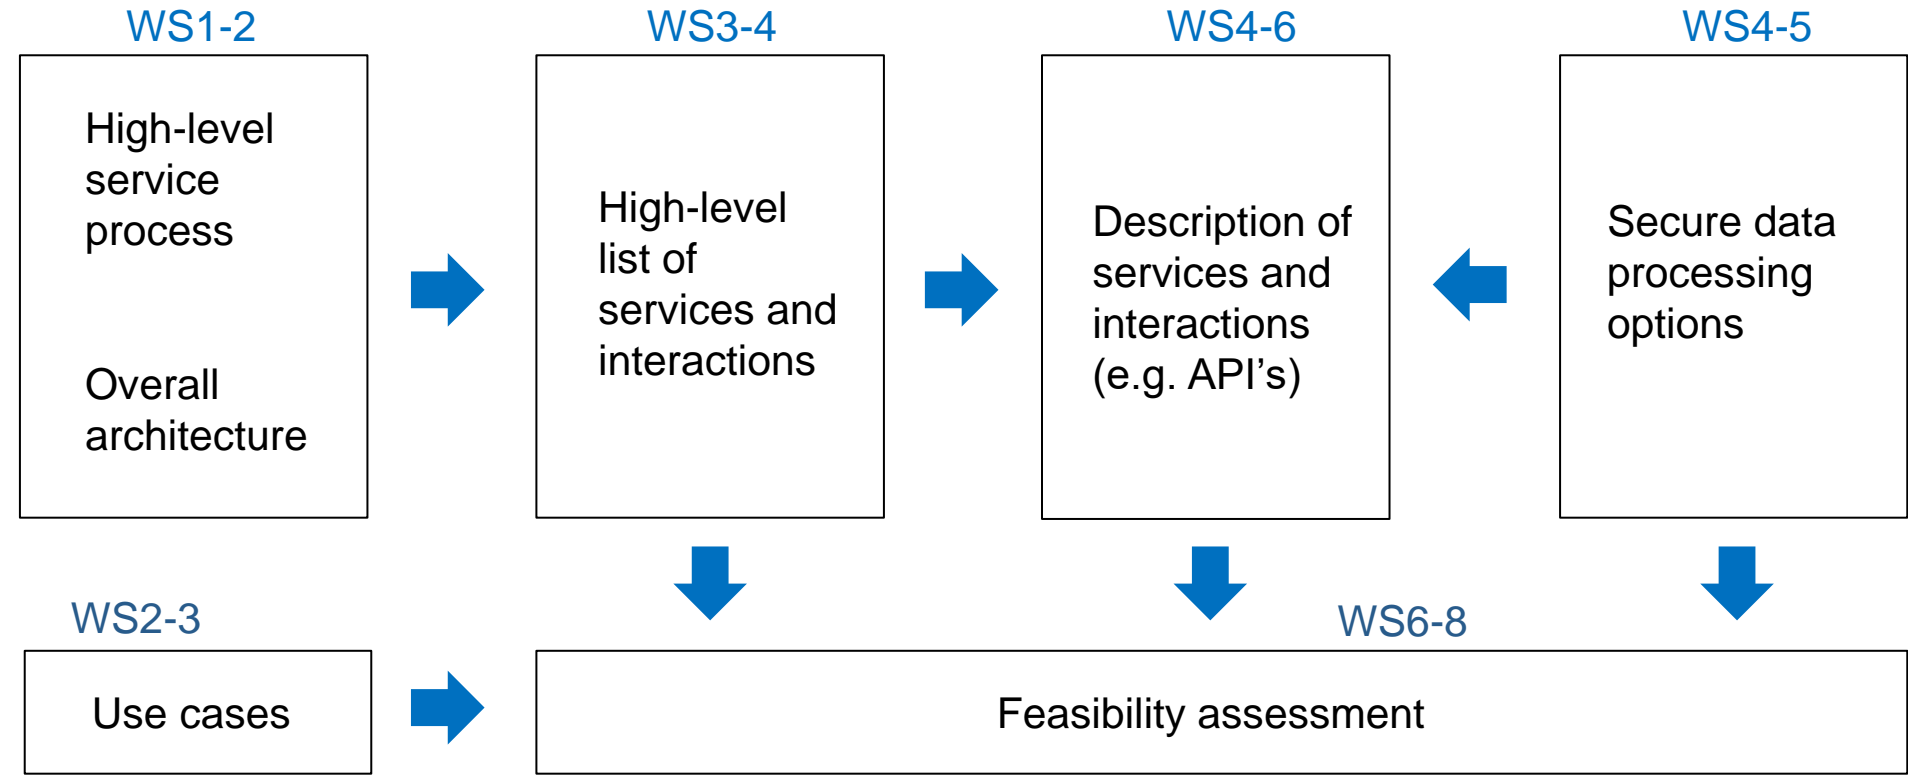 WS1-2
High-level
service
process
Overall
architecture
WS3-4
High-level
list of
services and
interactions
WS4-6
Description of
services and
interactions
(e.g. API’s)
WS4-5
Secure data
processing
options
WS2-3
Use cases
WS6-8
Feasibility assessment